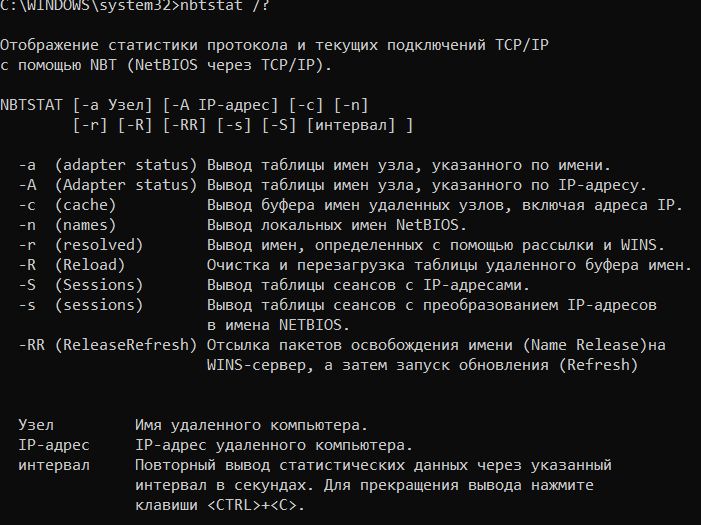 C:\WINDOWS\system32>nbtstat /?
Отображение статистики протокола и текущих подключений TCP/IP
с помощью NBT (NetBIOS через TCP/IP).
NBTSTAT [-a Узел] [-A IP-адрес] [-c] [-n]
[-r] [-R] [-RR] [-s] [-S] [интервал] ]
-a (adapter status) Вывод таблицы имен узла, указанного по имени.
-A (Adapter status) Вывод таблицы имен узла, указанного по IP-адресу.
-c (cache) Вывод буфера имен удаленных узлов, включая адреса IP.
-n (names) Вывод локальных имен NetBIOS.
-r (resolved) Вывод имен, определенных с помощью рассылки и WINS.
-R (Reload) Очистка и перезагрузка таблицы удаленного буфера имен.
-S (Sessions) Вывод таблицы сеансов с IP-адресами.
-s (sessions) Вывод таблицы сеансов с преобразованием IP-адресов
в имена NETBIOS.
-RR (ReleaseRefresh) Отсылка пакетов освобождения имени (Name Release)на
WINS-сервер, а затем запуск обновления (Refresh)
Узел Имя удаленного компьютера.
IP-адрес IP-адрес удаленного компьютера.
интервал Повторный вывод статистических данных через указанный
интервал в секундах. Для прекращения вывода нажмите
клавиши <CTRL>+<C>.